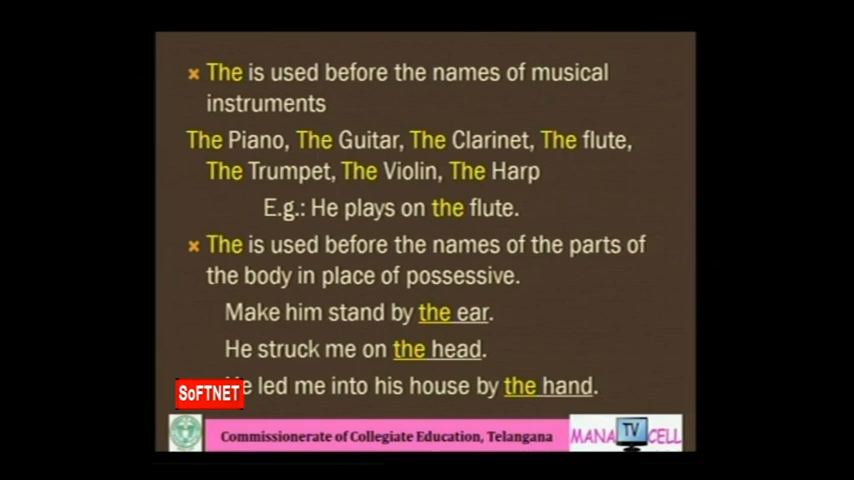 The is used before the names of musical
instruments
The Piano, The Guitar, The Clarinet, The flute,
The Trumpet, The Violin, The Harp
E.g.: He plays on the flute.
The is used before the names of the parts of
the body in place of possessive.
Make him stand by the ear.
He struck me on the head.
e led me into his house by the hand.
SoFTNET
Commissionerate of Collegiate Education, Telangana
MANA TV CELL